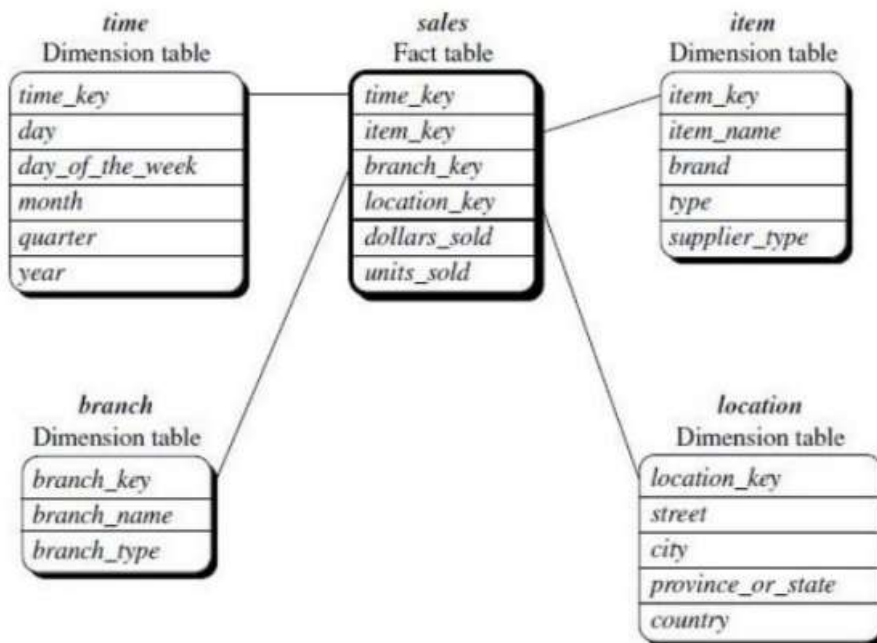 time
Dimension table
time_key
day
day_of_the_week
month
quarter
year
sales
Fact table
time_key
item_key
branch_key
location_key
dollars_sold
units_sold
item
Dimension table
item_key
item_name
brand
type
supplier_type
branch
Dimension table
branch_key
branch_name
branch_type
location
Dimension table
location_key
street
city
province_or_state
country